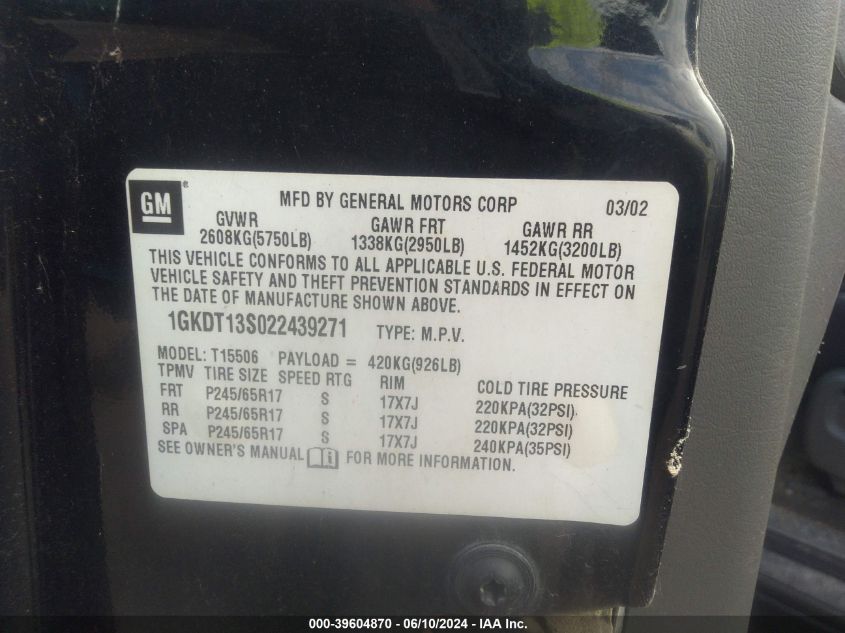 GM ®
MFD BY GENERAL MOTORS CORP 03/02
GVWR GAWR FRT GAWR RR
2608KG(5750LB) 1338KG(2950LB) 1452KG(3200LB)
THIS VEHICLE CONFORMS TO ALL APPLICABLE U.S. FEDERAL MOTOR
VEHICLE SAFETY AND THEFT PREVENTION STANDARDS IN EFFECT ON
THE DATE OF MANUFACTURE SHOWN ABOVE.
1GKDT13S022439271 TYPE: M.P.V.
MODEL: T15506 PAYLOAD = 420KG(926LB)
TPMV TIRE SIZE SPEED RTG RIM COLD TIRE PRESSURE
FRT P245/65R17 S 17X7J 220KPA(32PSI)
RR P245/65R17 S 17X7J 220KPA(32PSI)
SPA P245/65R17 S 17X7J 240KPA(35PSI)
SEE OWNER'S MANUAL FOR MORE INFORMATION.
000-39604870 - 06/10/2024 - IAA Inc.